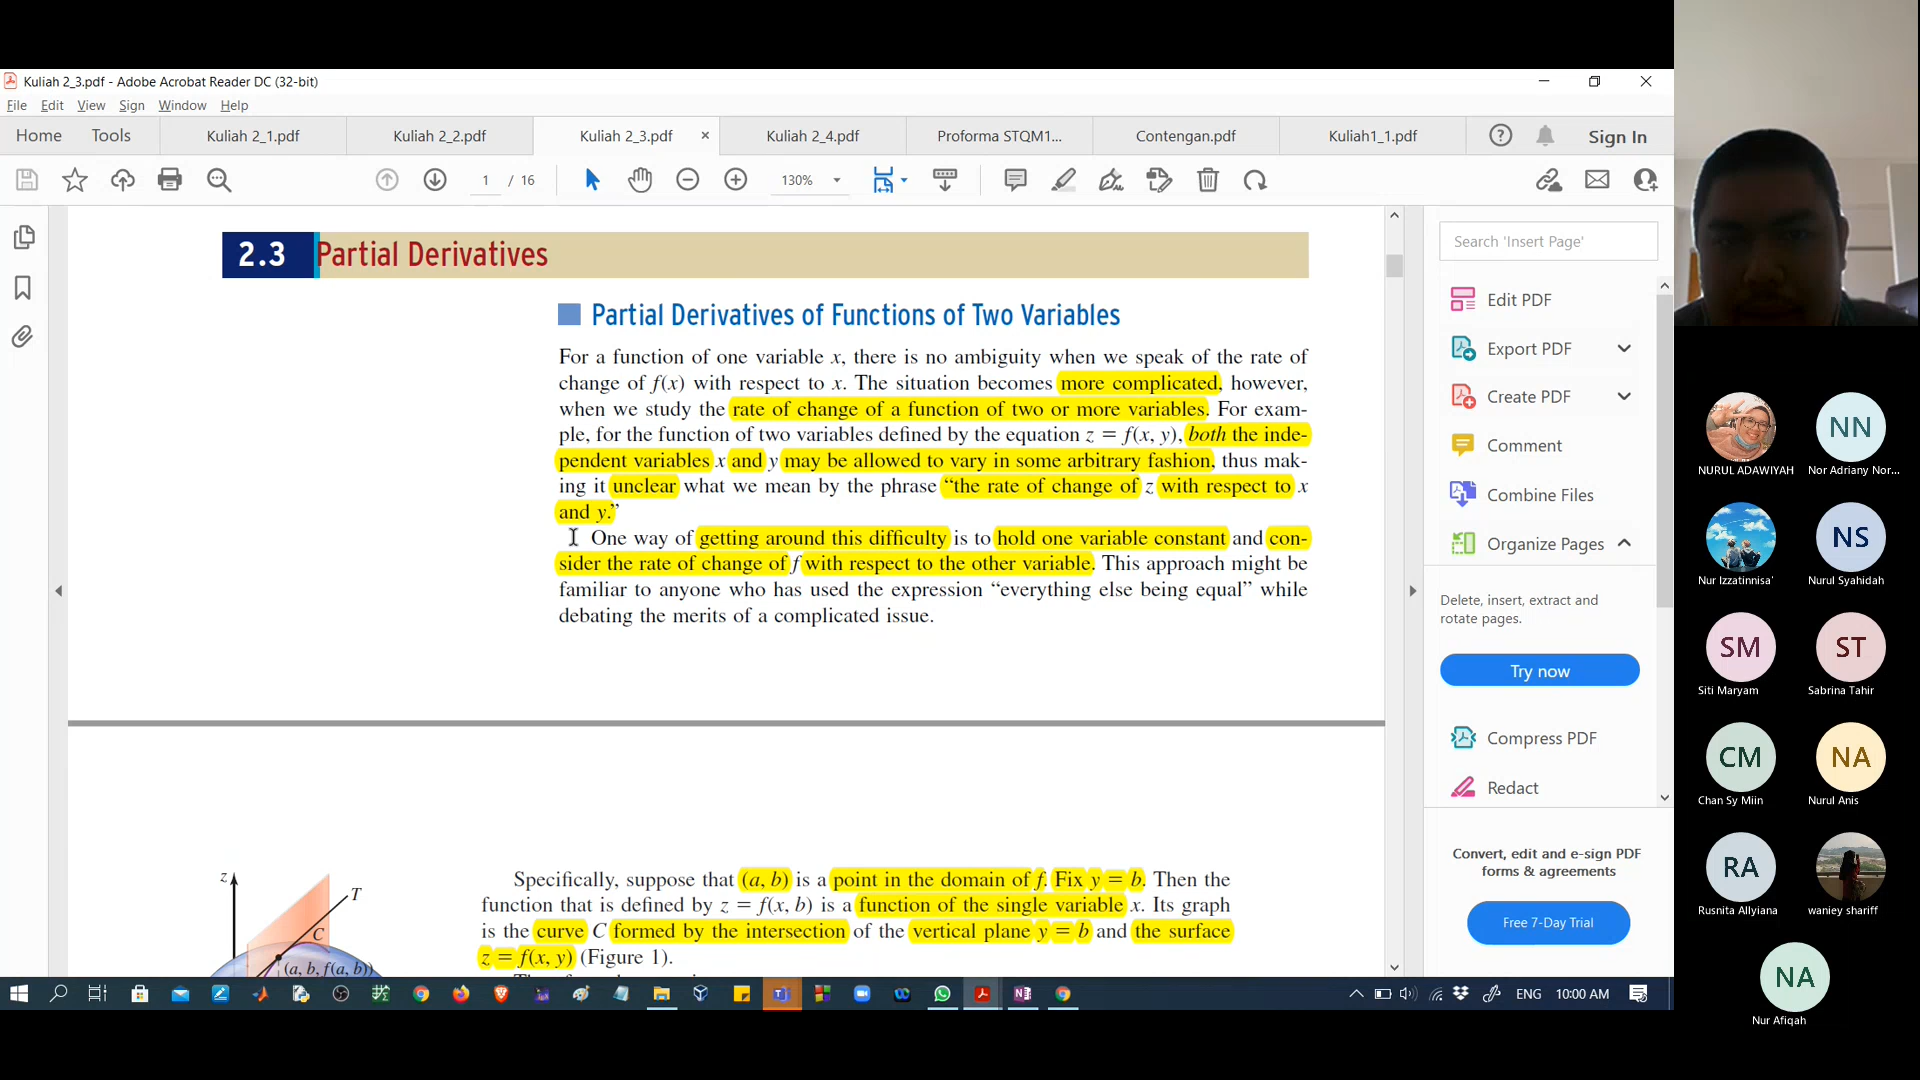 Kuliah 2_3.pdf - Adobe Acrobat Reader DC (32-bit)
File Edit View Sign Window Help
Home Tools Kuliah 2_1.pdf Kuliah 2_2.pdf Kuliah 2_3.pdf × Kuliah 2_4.pdf Proforma STQM1... Contengan.pdf Kuliah1_1.pdf Sign In
1 / 16 130%
2.3 Partial Derivatives
Partial Derivatives of Functions of Two Variables
For a function of one variable x, there is no ambiguity when we speak of the rate of
change of f(x) with respect to x. The situation becomes more complicated, however,
when we study the rate of change of a function of two or more variables. For exam-
ple, for the function of two variables defined by the equation z = f(x, y), both the inde-
pendent variables x and y may be allowed to vary in some arbitrary fashion, thus mak-
ing it unclear what we mean by the phrase “the rate of change of z with respect to x
and y.”
One way of getting around this difficulty is to hold one variable constant and con-
sider the rate of change of f with respect to the other variable. This approach might be
familiar to anyone who has used the expression “everything else being equal” while
debating the merits of a complicated issue.
z
T
C
(a, b, f(a, b))
Specifically, suppose that (a, b) is a point in the domain of f. Fix y = b. Then the
function that is defined by z = f(x, b) is a function of the single variable x. Its graph
is the curve C formed by the intersection of the vertical plane y = b and the surface
z = f(x, y) (Figure 1).
Search 'Insert Page'
Edit PDF
Export PDF
Create PDF
Comment
Combine Files
Organize Pages
Delete, insert, extract and
rotate pages.
Try now
Compress PDF
Redact
Convert, edit and e-sign PDF
forms & agreements
Free 7-Day Trial
NURUL ADAWIYAH
NN
Nor Adriany Nor...
Nur Izzatinnisa'
NS
Nurul Syahidah
SM
Siti Maryam
ST
Sabrina Tahir
CM
Chan Sy Miin
NA
Nurul Anis
RA
Rusnita Allyiana
waniey shariff
NA
Nur Afiqah
ENG 10:00 AM